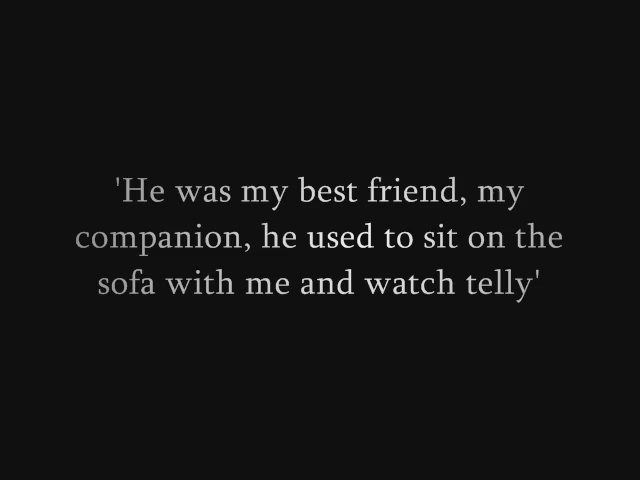 'He was my best friend, my
companion, he used to sit on the
sofa with me and watch telly'